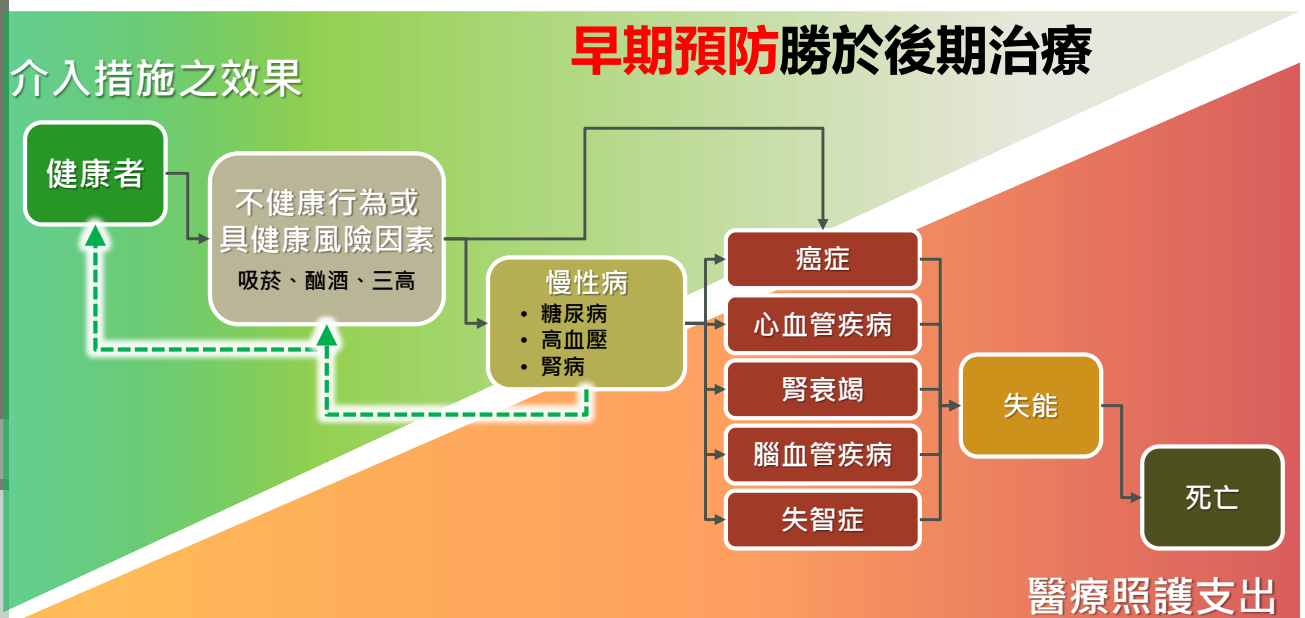 早期預防勝於後期治療
介入措施之效果
健康者
不健康行為或
具健康風險因素
吸菸、酗酒、三高
慢性病
• 糖尿病
• 高血壓
• 腎病
癌症
心血管疾病
腎衰竭
腦血管疾病
失智症
失能
死亡
醫療照護支出